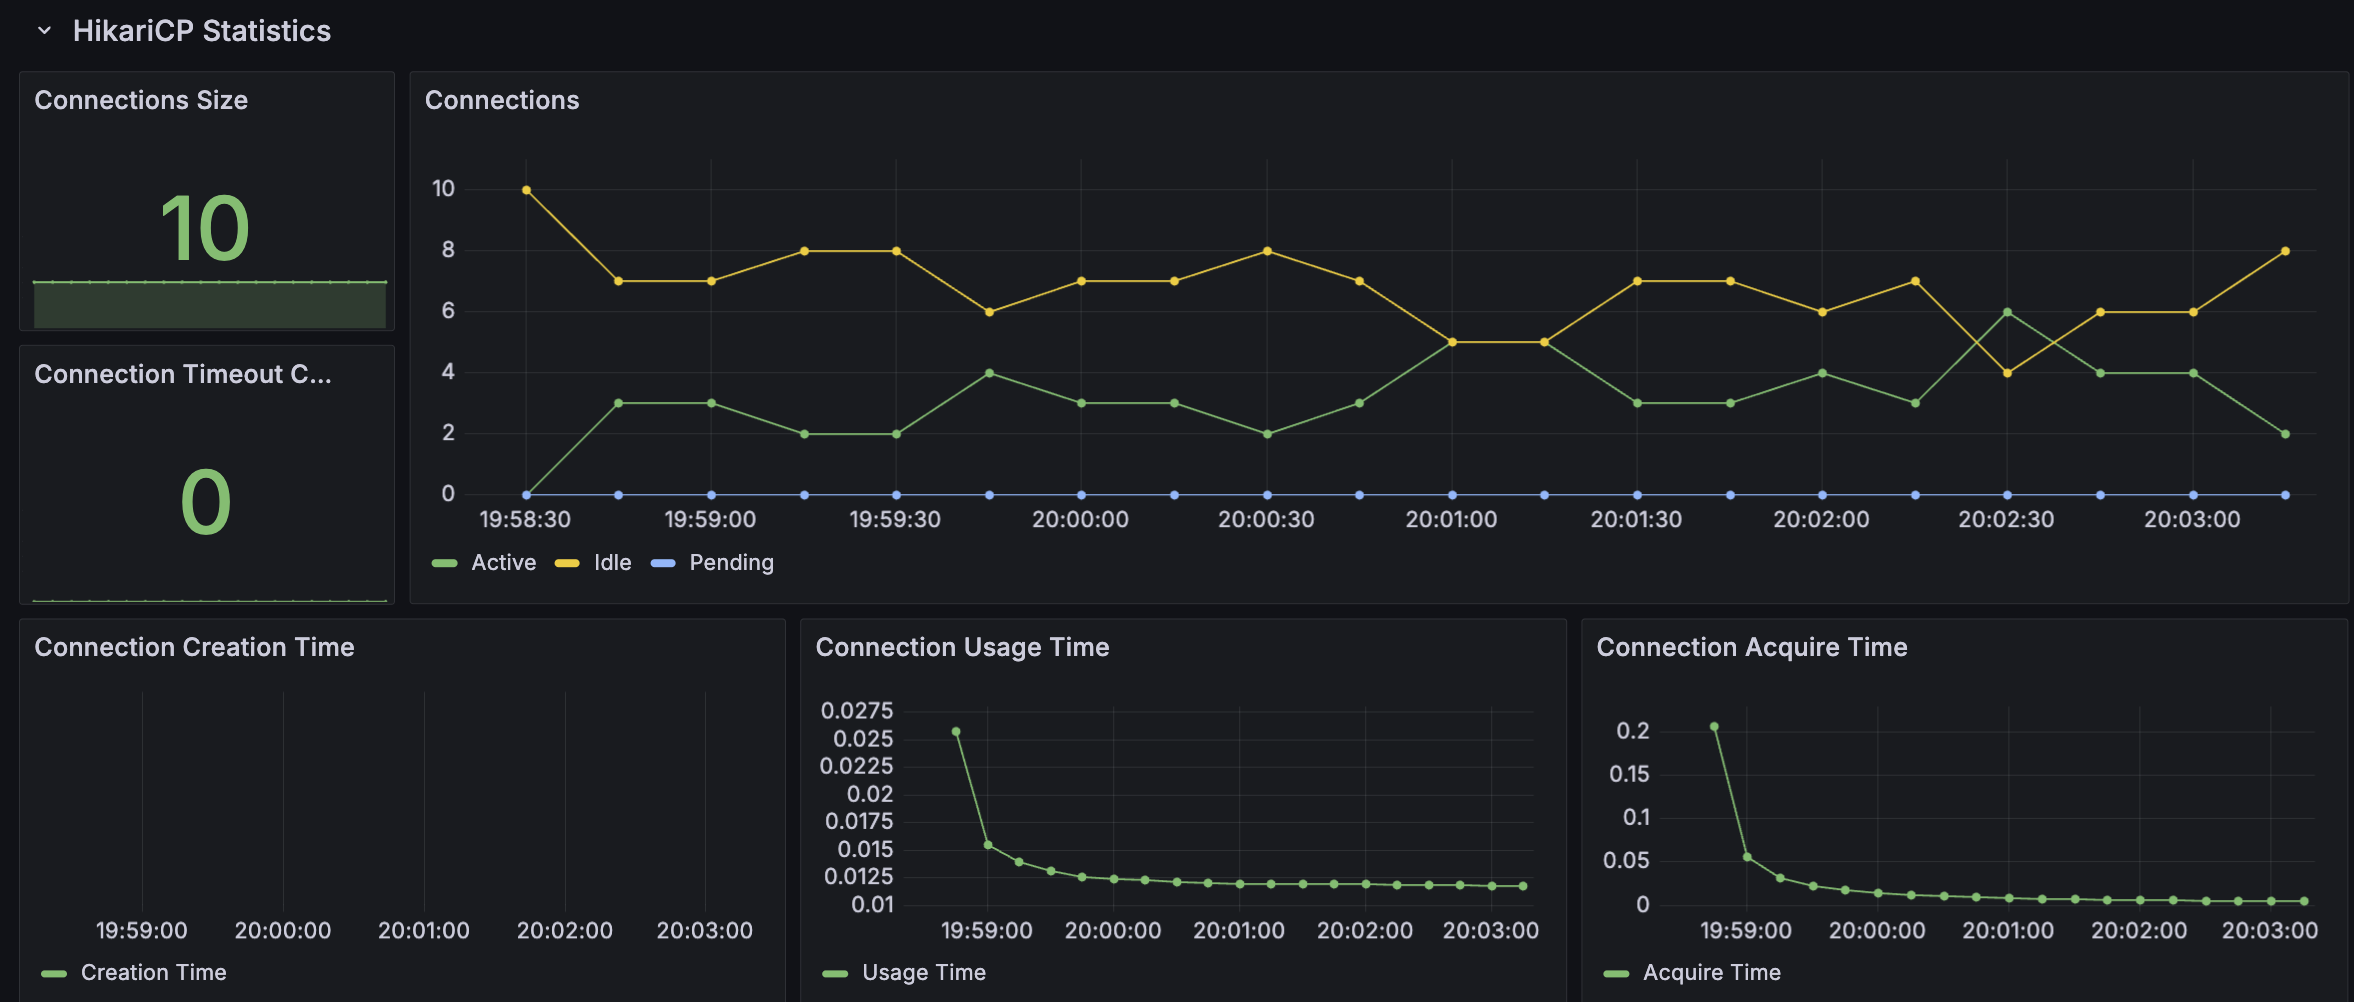 HikariCP Statistics
Connections Size
10
Connection Timeout C...
0
Connections
10
8
6
4
2
0
19:58:30 19:59:00 19:59:30 20:00:00 20:00:30 20:01:00 20:01:30 20:02:00 20:02:30 20:03:00
Active Idle Pending
Connection Creation Time
19:59:00 20:00:00 20:01:00 20:02:00 20:03:00
Creation Time
Connection Usage Time
0.0275
0.025
0.0225
0.02
0.0175
0.015
0.0125
0.01
19:59:00 20:00:00 20:01:00 20:02:00 20:03:00
Usage Time
Connection Acquire Time
0.2
0.15
0.1
0.05
0
19:59:00 20:00:00 20:01:00 20:02:00 20:03:00
Acquire Time